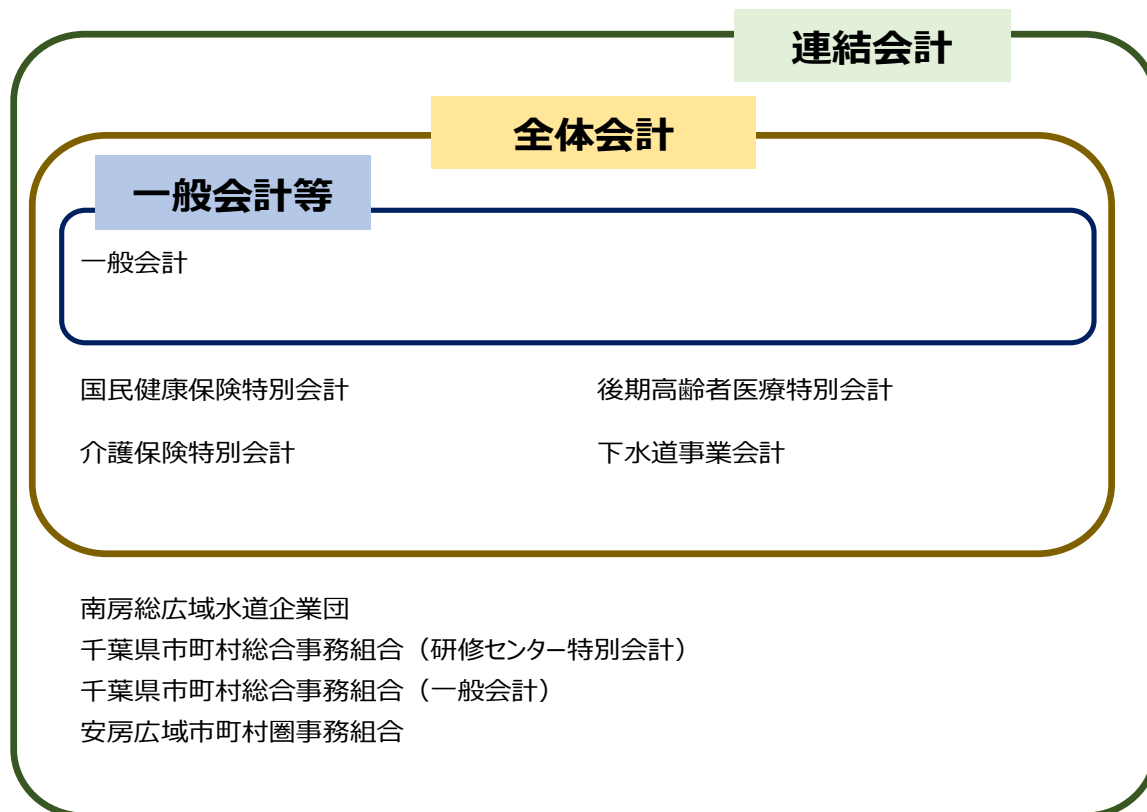 連結会計
全体会計
一般会計等
一般会計
国民健康保険特別会計 後期高齢者医療特別会計
介護保険特別会計 下水道事業会計
南房総広域水道企業団
千葉県市町村総合事務組合（研修センター特別会計）
千葉県市町村総合事務組合（一般会計）
安房広域市町村圏事務組合